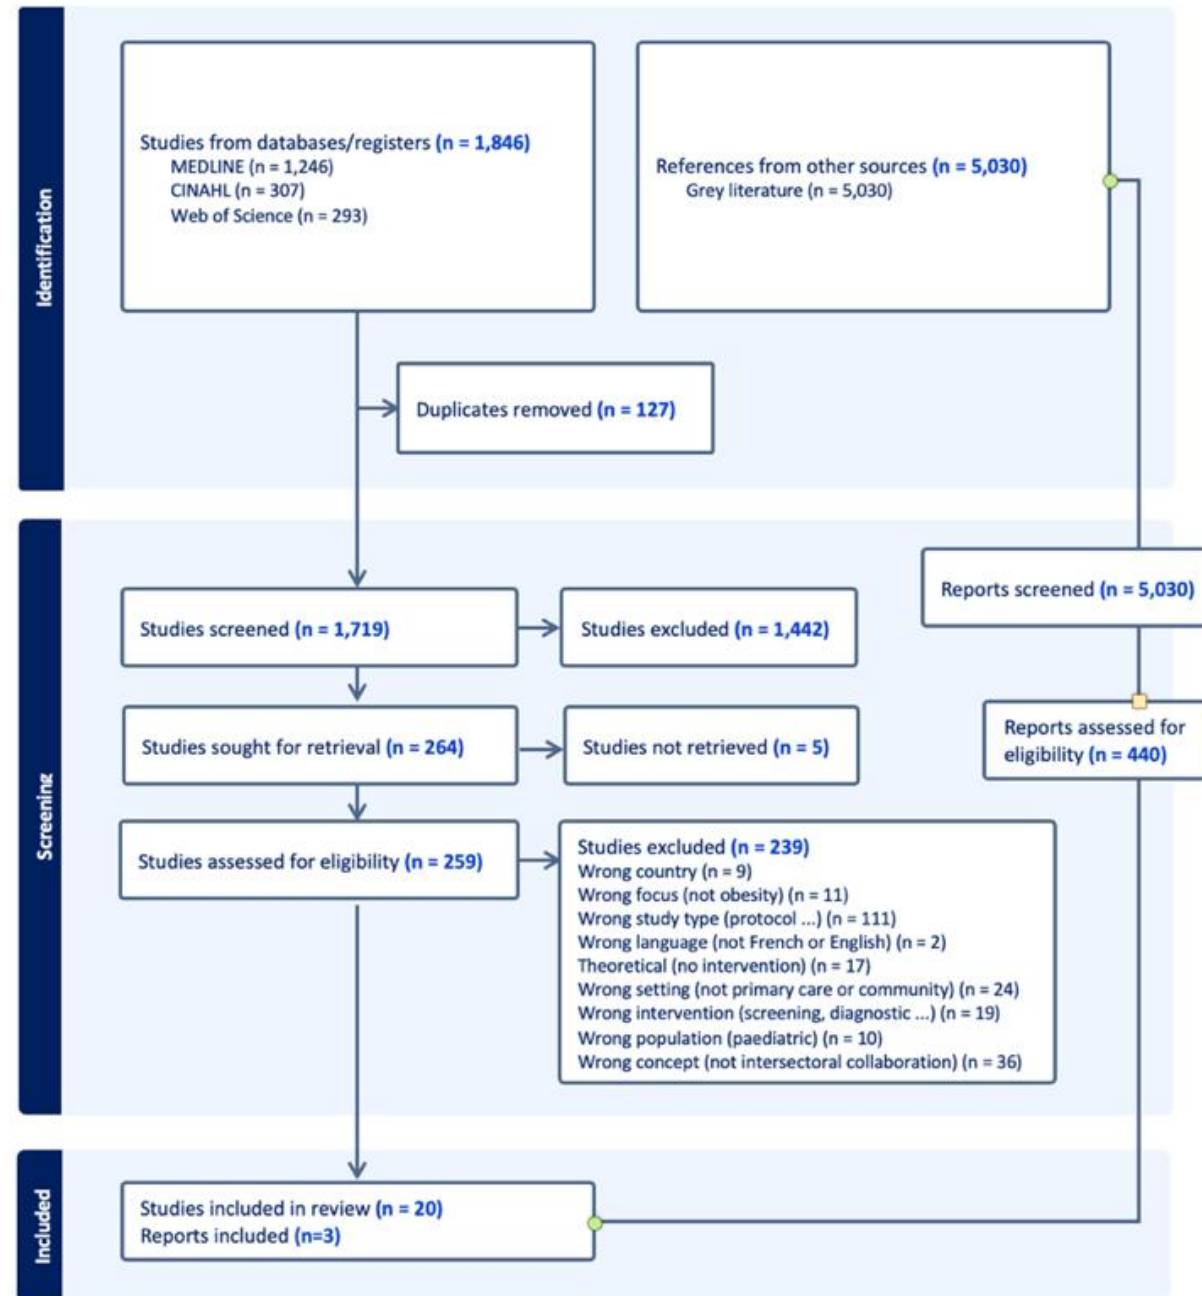 Identification
Studies from databases/registers (n = 1,846)
MEDLINE (n = 1,246)
CINAHL (n = 307)
Web of Science (n = 293)
References from other sources (n = 5,030)
Grey literature (n = 5,030)
Duplicates removed (n = 127)
Screening
Studies screened (n = 1,719)
Studies excluded (n = 1,442)
Reports screened (n = 5,030)
Studies sought for retrieval (n = 264)
Studies not retrieved (n = 5)
Reports assessed for
eligibility (n = 440)
Studies assessed for eligibility (n = 259)
Studies excluded (n = 239)
Wrong country (n = 9)
Wrong focus (not obesity) (n = 11)
Wrong study type (protocol ...) (n = 111)
Wrong language (not French or English) (n = 2)
Theoretical (no intervention) (n = 17)
Wrong setting (not primary care or community) (n = 24)
Wrong intervention (screening, diagnostic ...) (n = 19)
Wrong population (paediatric) (n = 10)
Wrong concept (not intersectoral collaboration) (n = 36)
Included
Studies included in review (n = 20)
Reports included (n=3)